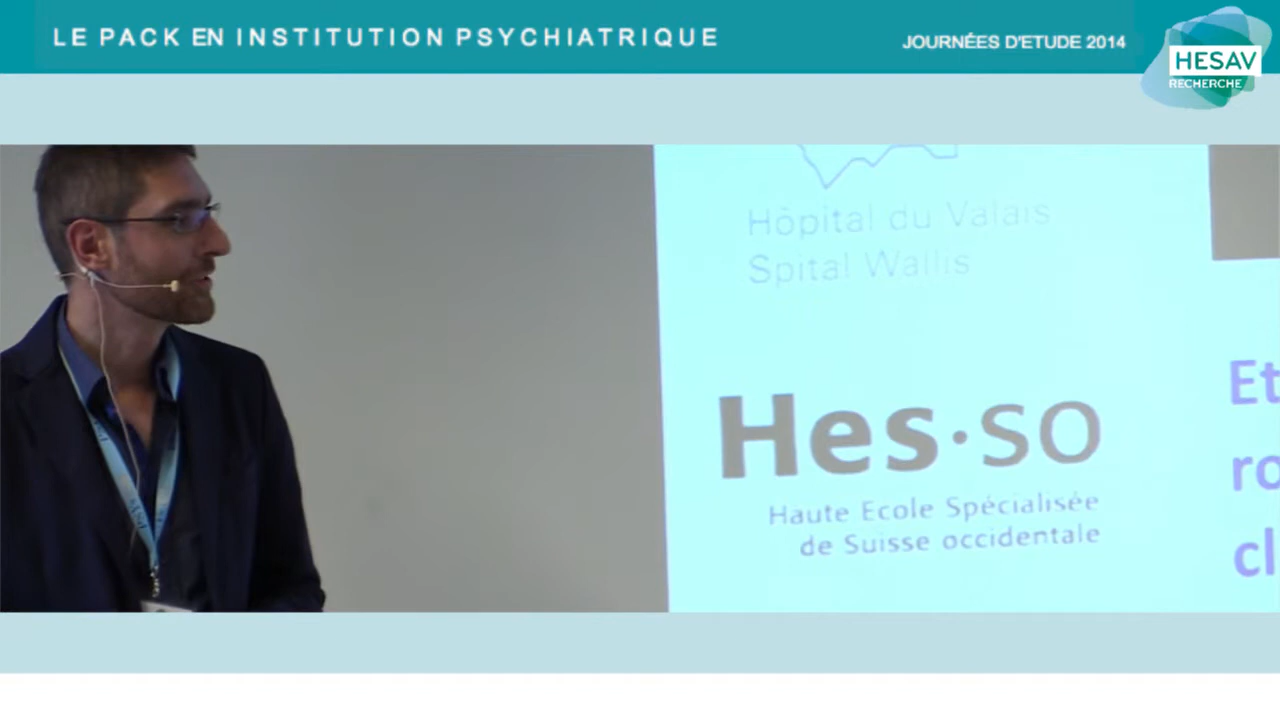 LE PACK EN INSTITUTION PSYCHIATRIQUE
JOURNÉES D'ETUDE 2014
HESAV
RECHERCHE
Hôpital du Valais
Spital Wallis
Hes·so
Haute Ecole Spécialisée
de Suisse occidentale
Et
ro
cl